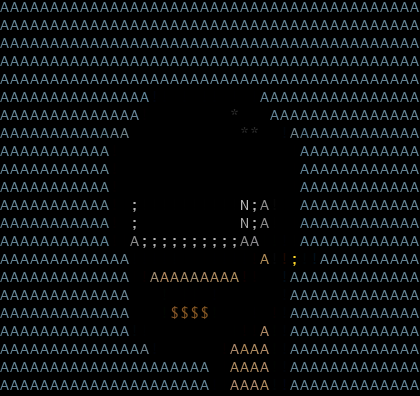 AAAAAAAAAAAAAAAAAAAAAAAAAAAAAAAAAAAAAAAAAA
AAAAAAAAAAAAAAAAAAAAAAAAAAAAAAAAAAAAAAAAAA
AAAAAAAAAAAAAAAAAAAAAAAAAAAAAAAAAAAAAAAAAA
AAAAAAAAAAAAAAAAAAAAAAAAAAAAAAAAAAAAAAAAAA
AAAAAAAAAAAAAAAAAAAAAAAAAAAAAAAAAAAAAAAAAA
AAAAAAAAAAAAAAA           AAAAAAAAAAAAAAAA
AAAAAAAAAAAAAA         *   AAAAAAAAAAAAAAA
AAAAAAAAAAAAA           **   AAAAAAAAAAAAA
AAAAAAAAAAA                   AAAAAAAAAAAA
AAAAAAAAAAA                   AAAAAAAAAAAA
AAAAAAAAAAA                   AAAAAAAAAAAA
AAAAAAAAAAA  ;          N;A   AAAAAAAAAAAA
AAAAAAAAAAA  ;          N;A   AAAAAAAAAAAA
AAAAAAAAAAA  A;;;;;;;;;;AA    AAAAAAAAAAAA
AAAAAAAAAAAAA             A  ;  AAAAAAAAAA
AAAAAAAAAAAAA  AAAAAAAAA     AAAAAAAAAAAAA
AAAAAAAAAAAAA                AAAAAAAAAAAAA
AAAAAAAAAAAAA    $$$$        AAAAAAAAAAAAA
AAAAAAAAAAAAA             A  AAAAAAAAAAAAA
AAAAAAAAAAAAAAA        AAAA  AAAAAAAAAAAAA
AAAAAAAAAAAAAAAAAAAAA  AAAA  AAAAAAAAAAAAA
AAAAAAAAAAAAAAAAAAAAA  AAAA  AAAAAAAAAAAAA